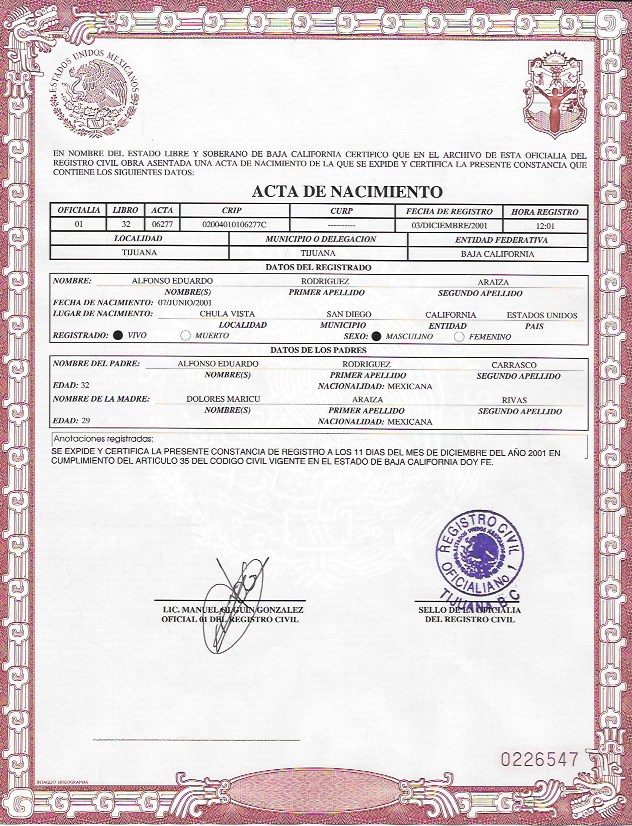 ESTADOS UNIDOS MEXICANOS
EN NOMBRE DEL ESTADO LIBRE Y SOBERANO DE BAJA CALIFORNIA CERTIFICO QUE EN EL ARCHIVO DE ESTA OFICIALIA DEL
REGISTRO CIVIL OBRA ASENTADA UNA ACTA DE NACIMIENTO DE LA QUE SE EXPIDE Y CERTIFICA LA PRESENTE CONSTANCIA QUE
CONTIENE LOS SIGUIENTES DATOS:
ACTA DE NACIMIENTO
OFICIALIA LIBRO ACTA CRIP CURP FECHA DE REGISTRO HORA REGISTRO
01 32 06277 02004010106277C ---------- 03/DICIEMBRE/2001 12:01
LOCALIDAD MUNICIPIO O DELEGACION ENTIDAD FEDERATIVA
TIJUANA TIJUANA BAJA CALIFORNIA
DATOS DEL REGISTRADO
NOMBRE: ALFONSO EDUARDO RODRIGUEZ ARAIZA
NOMBRE(S) PRIMER APELLIDO SEGUNDO APELLIDO
FECHA DE NACIMIENTO: 07/JUNIO/2001
LUGAR DE NACIMIENTO: CHULA VISTA SAN DIEGO CALIFORNIA ESTADOS UNIDOS
LOCALIDAD MUNICIPIO ENTIDAD PAIS
REGISTRADO: VIVO MUERTO SEXO: MASCULINO FEMENINO
DATOS DE LOS PADRES
NOMBRE DEL PADRE: ALFONSO EDUARDO RODRIGUEZ CARRASCO
NOMBRE(S) PRIMER APELLIDO SEGUNDO APELLIDO
EDAD: 32 NACIONALIDAD: MEXICANA
NOMBRE DE LA MADRE: DOLORES MARICU ARAIZA RIVAS
NOMBRE(S) PRIMER APELLIDO SEGUNDO APELLIDO
EDAD: 29 NACIONALIDAD: MEXICANA
Anotaciones registradas:
SE EXPIDE Y CERTIFICA LA PRESENTE CONSTANCIA DE REGISTRO A LOS 11 DIAS DEL MES DE DICIEMBRE DEL AÑO 2001 EN
CUMPLIMIENTO DEL ARTICULO 35 DEL CODIGO CIVIL VIGENTE EN EL ESTADO DE BAJA CALIFORNIA DOY FE.
REGISTRO CIVIL
ESTADOS UNIDOS MEXICANOS
OFICIALIA No 1
TIJUANA B C
LIC. MANUEL GONZALEZ
OFICIAL 01 DEL REGISTRO CIVIL
SELLO DE LA OFICIALIA
DEL REGISTRO CIVIL
0226547